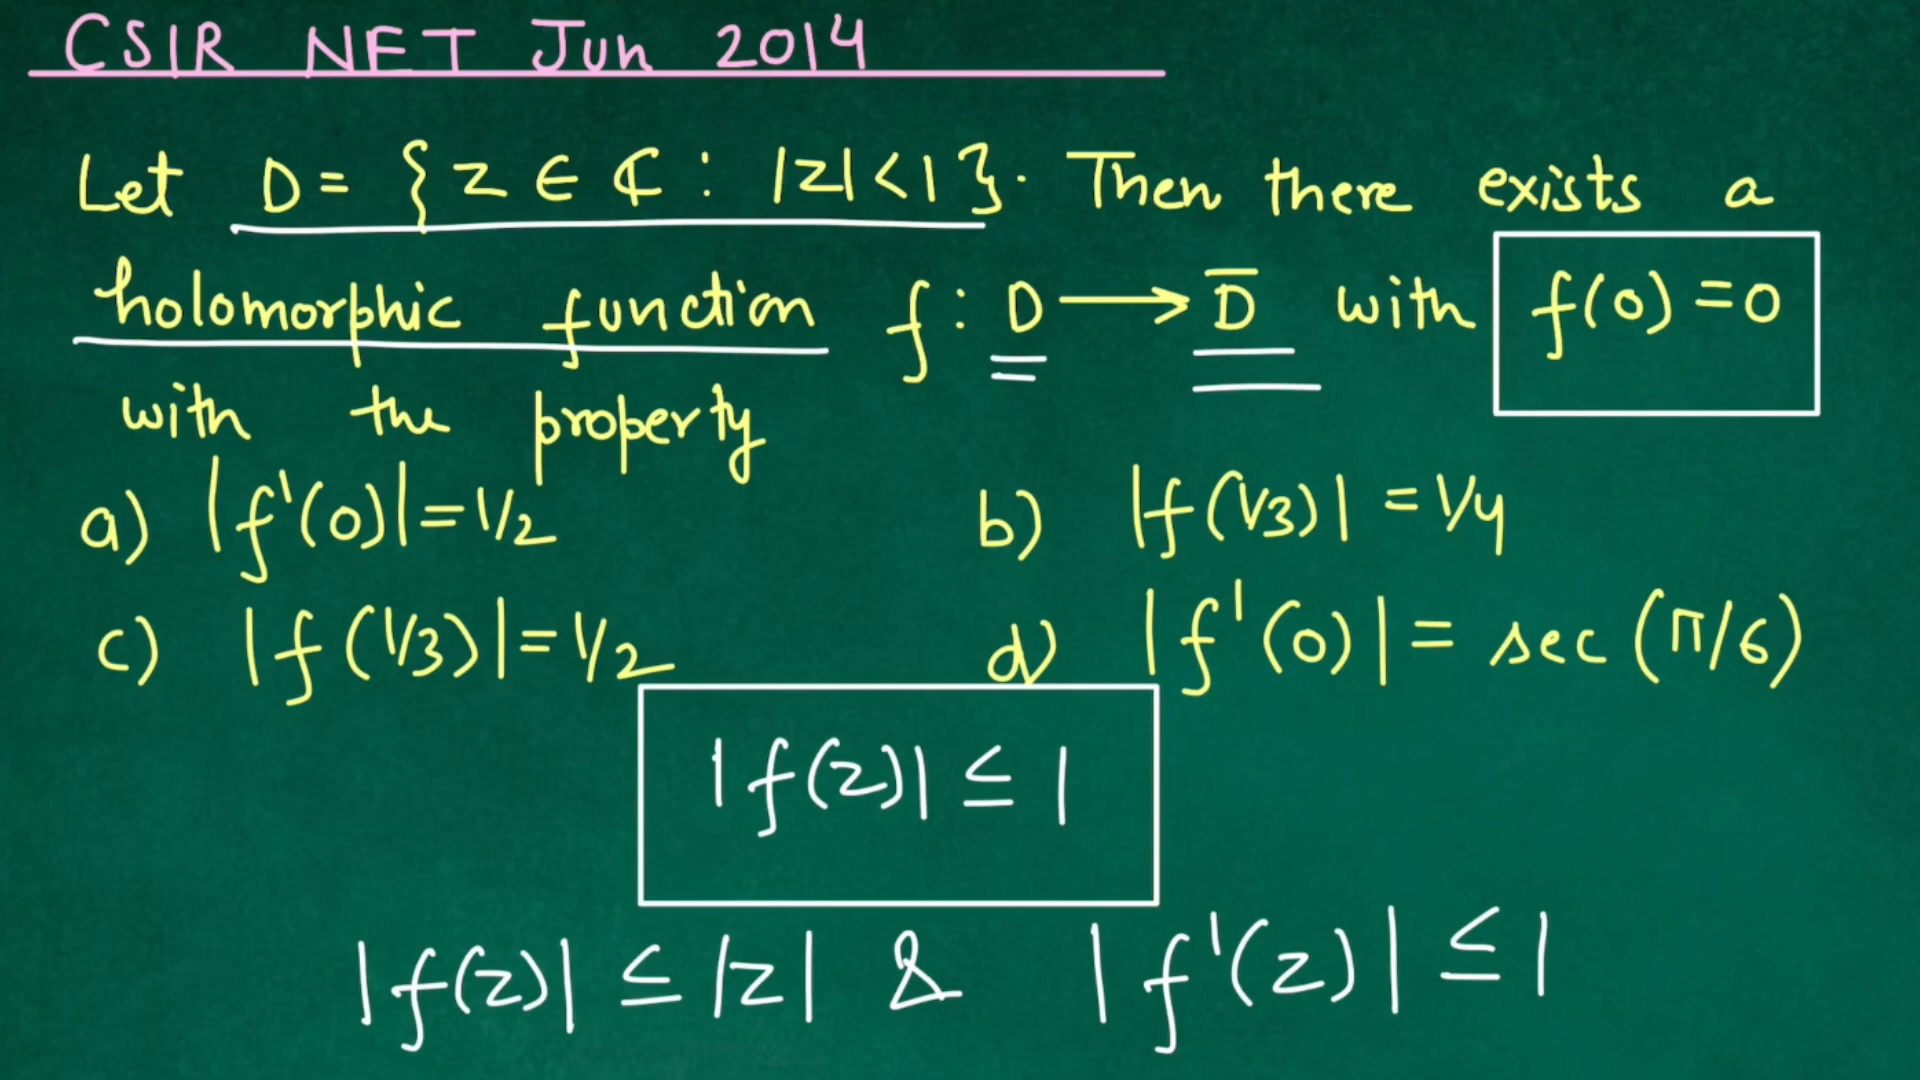 CSIR NET Jun 2014
Let D = {z ∈ ₵ : |z| < 1}. Then there exists a
holomorphic function f : D ⟶ D̅ with f(0) = 0
with the property
a) |f'(0)| = 1/2 b) |f(1/3)| = 1/4
c) |f(1/3)| = 1/2 d) |f'(0)| = sec (π/6)
|f(z)| ≤ 1
|f(z)| ≤ |z| & |f'(z)| ≤ 1